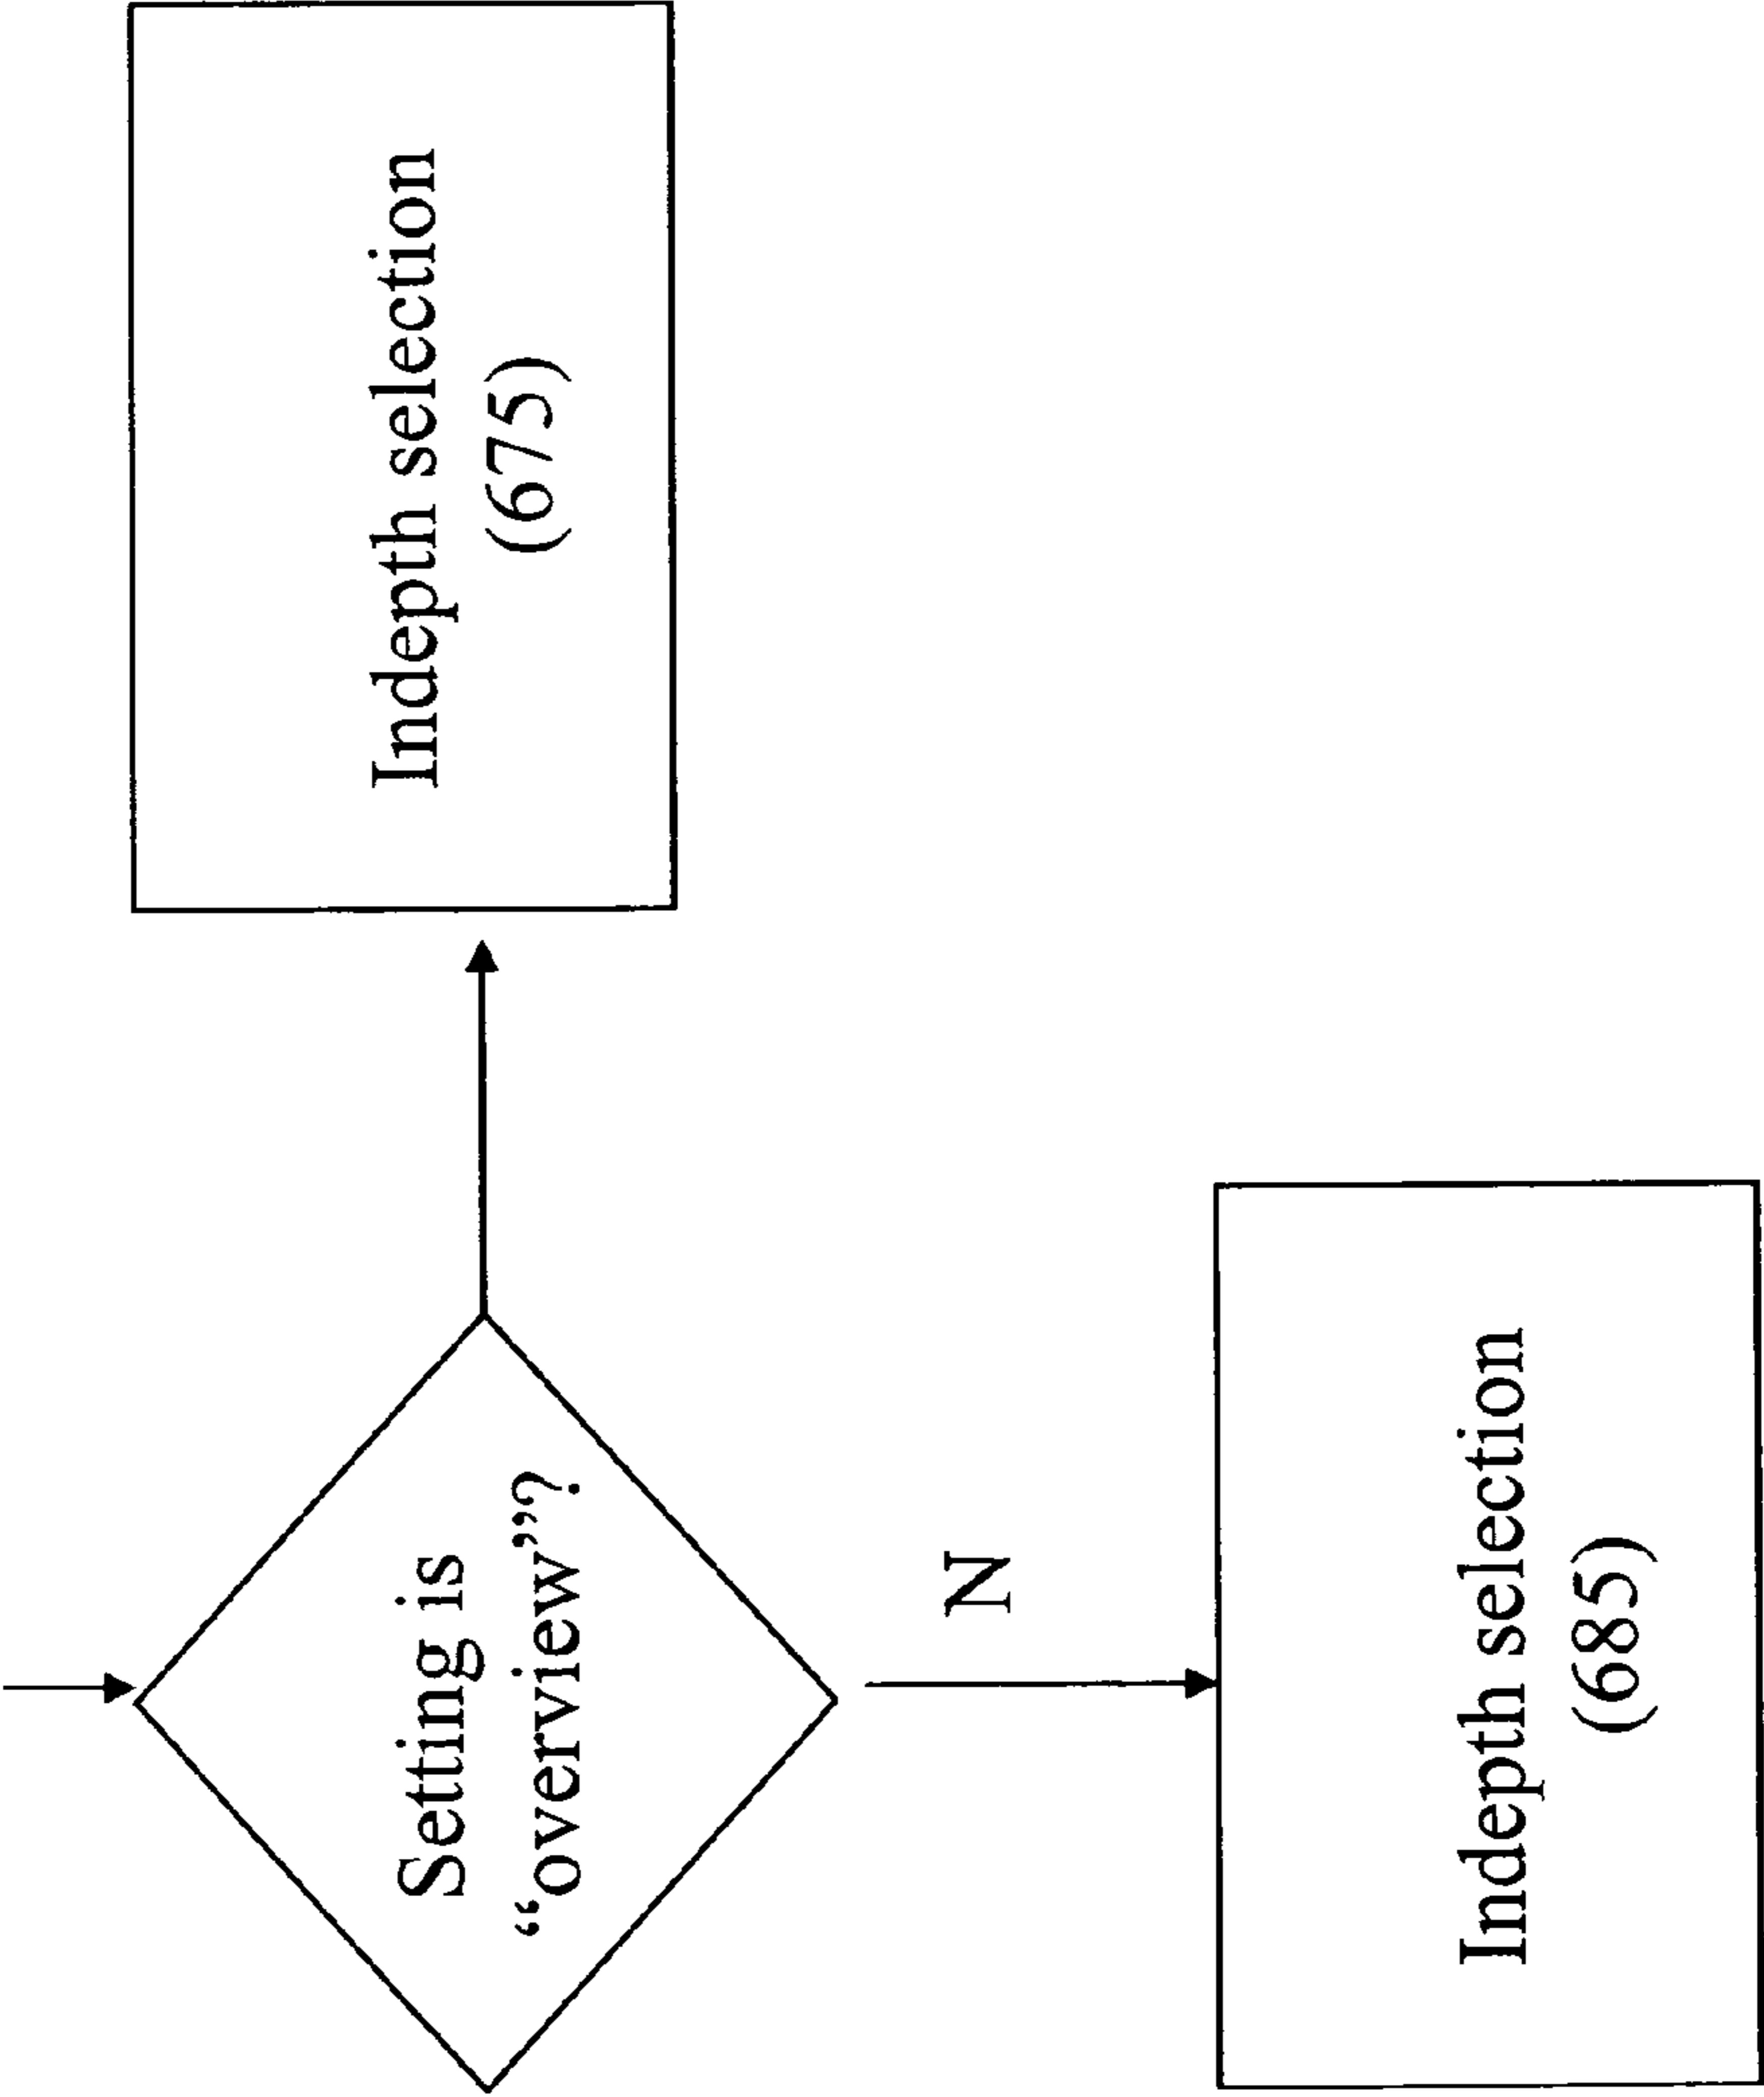 Setting is
“overview”?
Indepth selection
(675)
N
Indepth selection
(685)